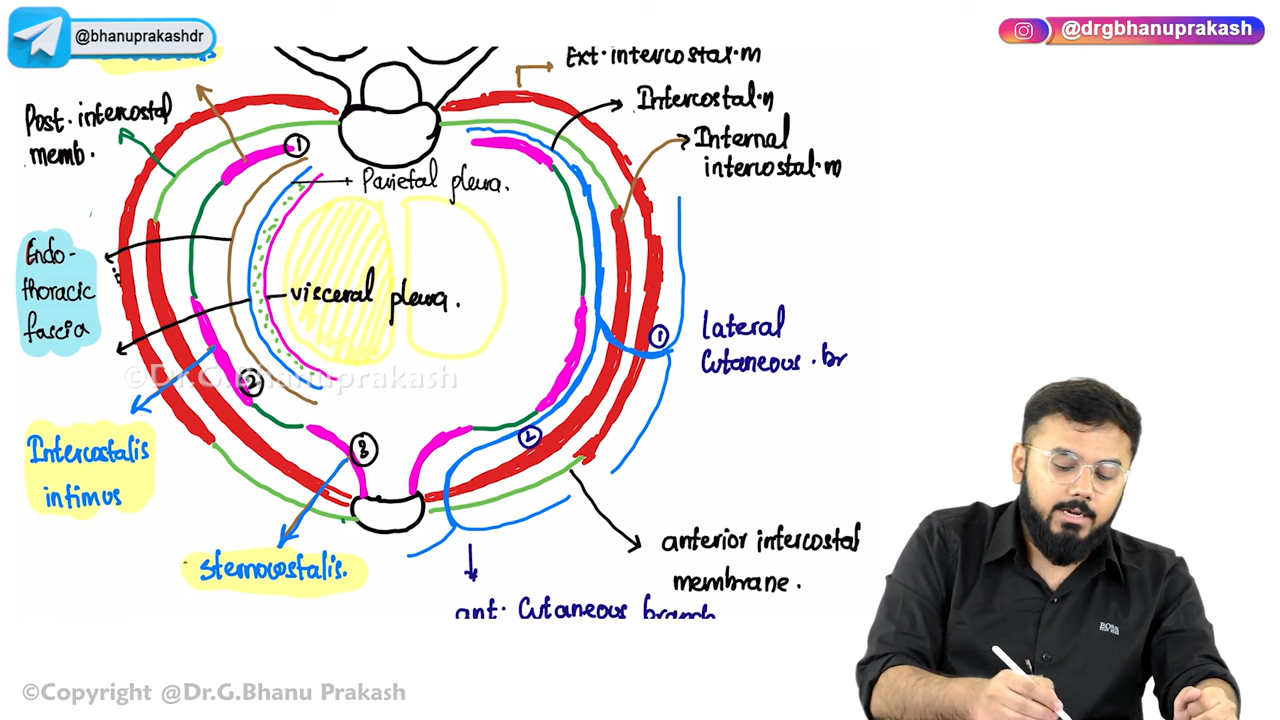 @bhanuprakashdr
@drgbhanuprakash
Ext. intercostal.m
Post. intercostal
memb.
Intercostal.n
Internal
intercostal.m
①
Parietal pleura.
Endo-
thoracic
fascia
visceral pleura.
①
lateral
Cutaneous.br
©Dr.G.Bhanuprakash
②
②
③
Intercostalis
intimus
sternocostalis.
anterior intercostal
membrane.
ant. Cutaneous branch
BOSS
©Copyright @Dr.G.Bhanu Prakash